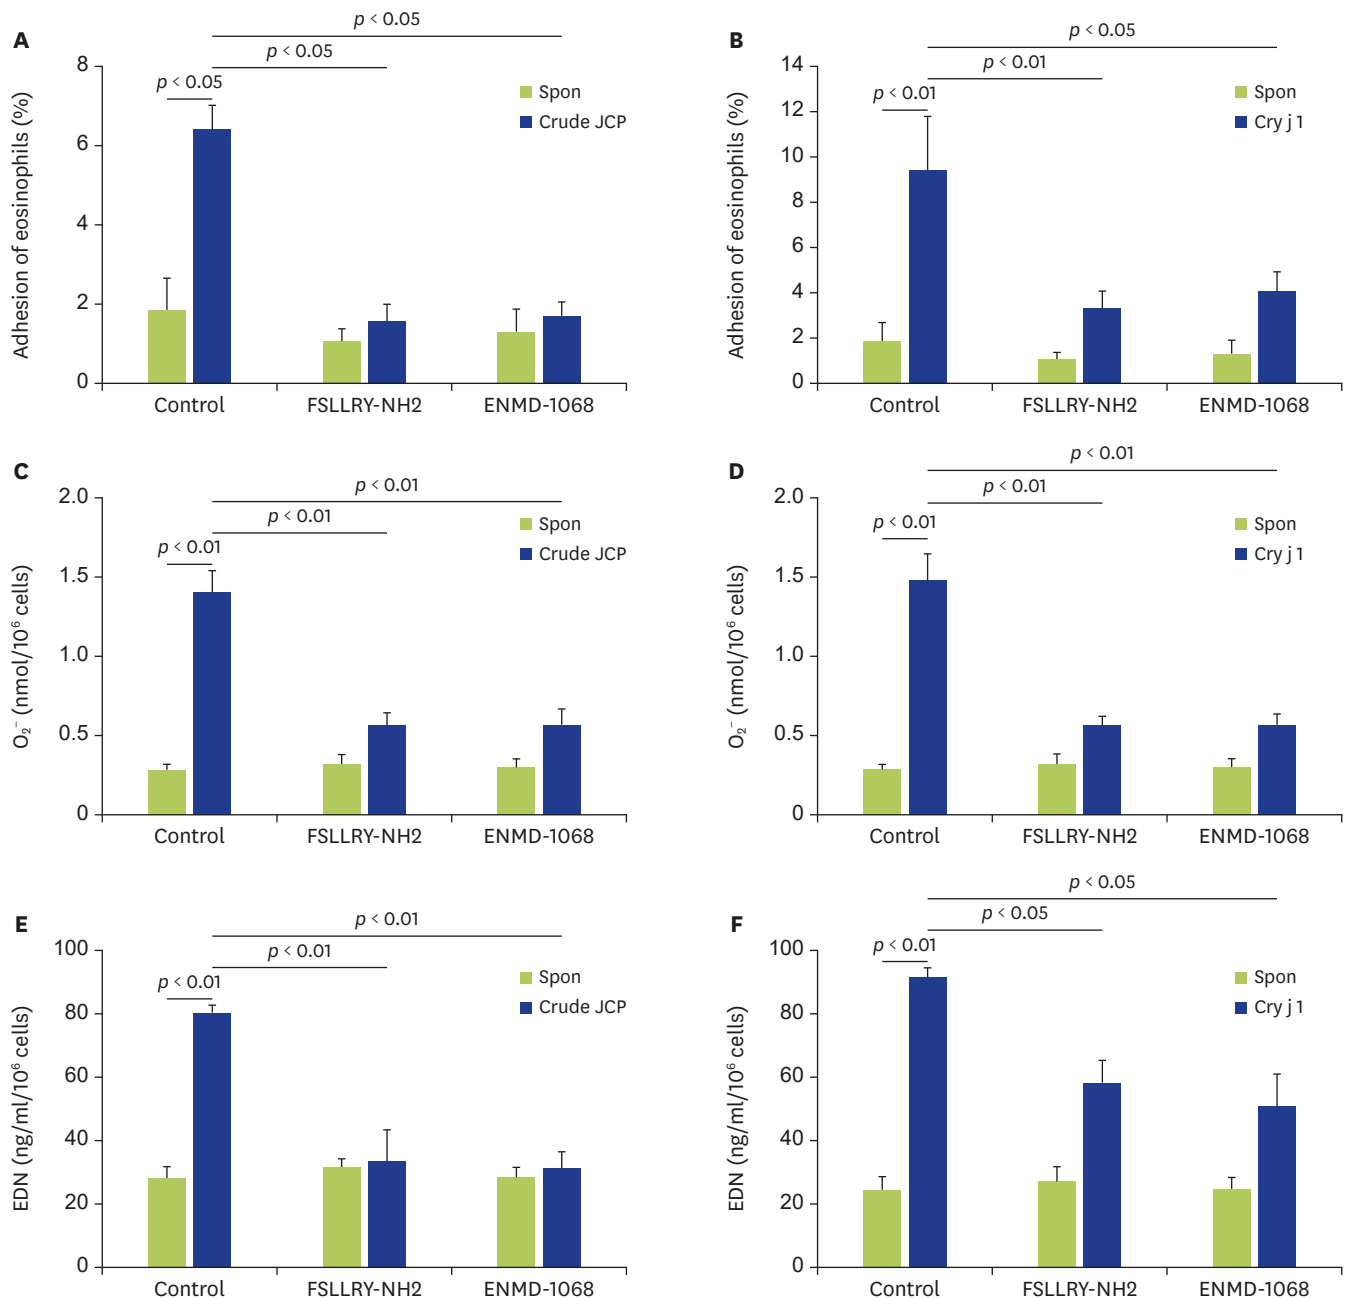 A
p < 0.05
p < 0.05
p < 0.05
Adhesion of eosinophils (%)
8
6
4
2
0
Spon
Crude JCP
Control
FSLLRY-NH2
ENMD-1068
B
p < 0.05
p < 0.01
p < 0.01
Adhesion of eosinophils (%)
14
12
10
8
6
4
2
0
Spon
Cry j 1
Control
FSLLRY-NH2
ENMD-1068
C
p < 0.01
p < 0.01
p < 0.01
O₂⁻ (nmol/10⁶ cells)
2.0
1.5
1.0
0.5
0
Spon
Crude JCP
Control
FSLLRY-NH2
ENMD-1068
D
p < 0.01
p < 0.01
p < 0.01
O₂⁻ (nmol/10⁶ cells)
2.0
1.5
1.0
0.5
0
Spon
Cry j 1
Control
FSLLRY-NH2
ENMD-1068
E
p < 0.01
p < 0.01
p < 0.01
EDN (ng/ml/10⁶ cells)
100
80
60
40
20
0
Spon
Crude JCP
Control
FSLLRY-NH2
ENMD-1068
F
p < 0.05
p < 0.05
p < 0.01
EDN (ng/ml/10⁶ cells)
100
80
60
40
20
0
Spon
Cry j 1
Control
FSLLRY-NH2
ENMD-1068